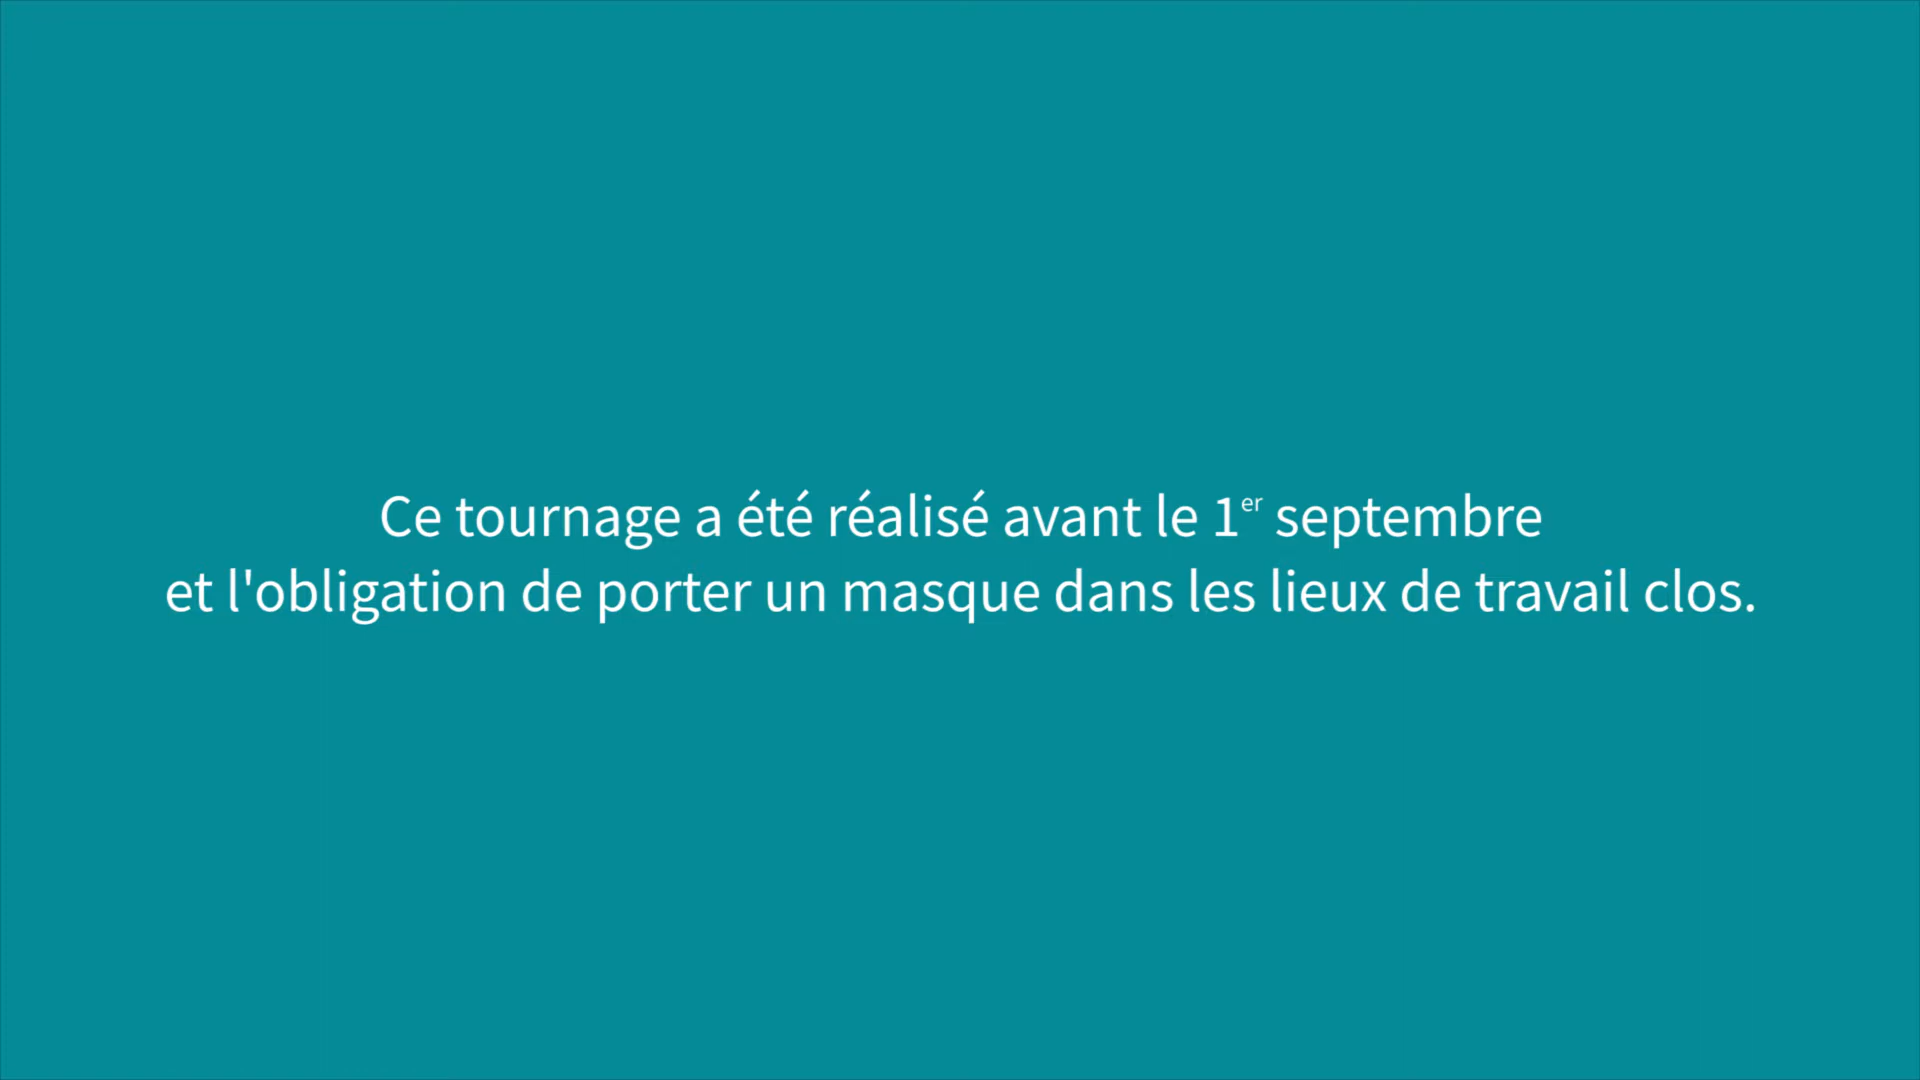 Ce tournage a été réalisé avant le 1er septembre
et l'obligation de porter un masque dans les lieux de travail clos.